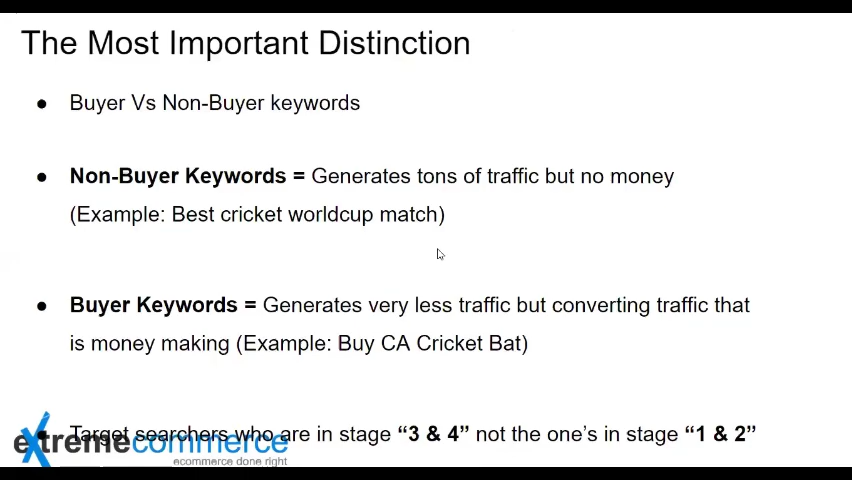 The Most Important Distinction
● Buyer Vs Non-Buyer keywords
● Non-Buyer Keywords = Generates tons of traffic but no money
(Example: Best cricket worldcup match)
● Buyer Keywords = Generates very less traffic but converting traffic that
is money making (Example: Buy CA Cricket Bat)
● Target searchers who are in stage “3 & 4” not the one’s in stage “1 & 2”
extremecommerce
ecommerce done right